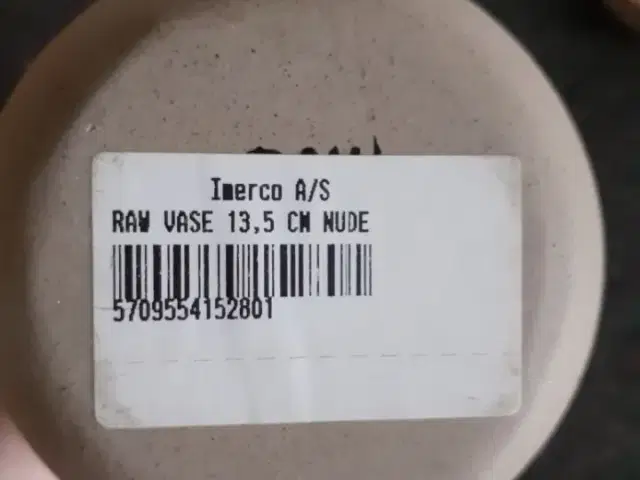 Imerco A/S
RAW VASE 13,5 CM NUDE
5709554152801